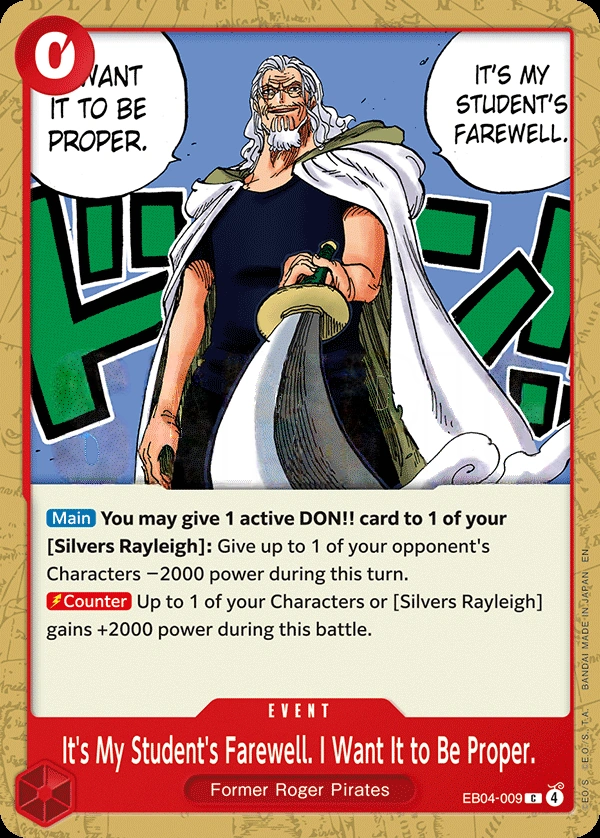 0
WANT
IT TO BE
PROPER.
IT'S MY
STUDENT'S
FAREWELL.
ド
Main You may give 1 active DON!! card to 1 of your
[Silvers Rayleigh]: Give up to 1 of your opponent's
Characters −2000 power during this turn.
Counter Up to 1 of your Characters or [Silvers Rayleigh]
gains +2000 power during this battle.
EVENT
It's My Student's Farewell. I Want It to Be Proper.
Former Roger Pirates
EB04-009 C 4
BANDAI MADE IN JAPAN EN